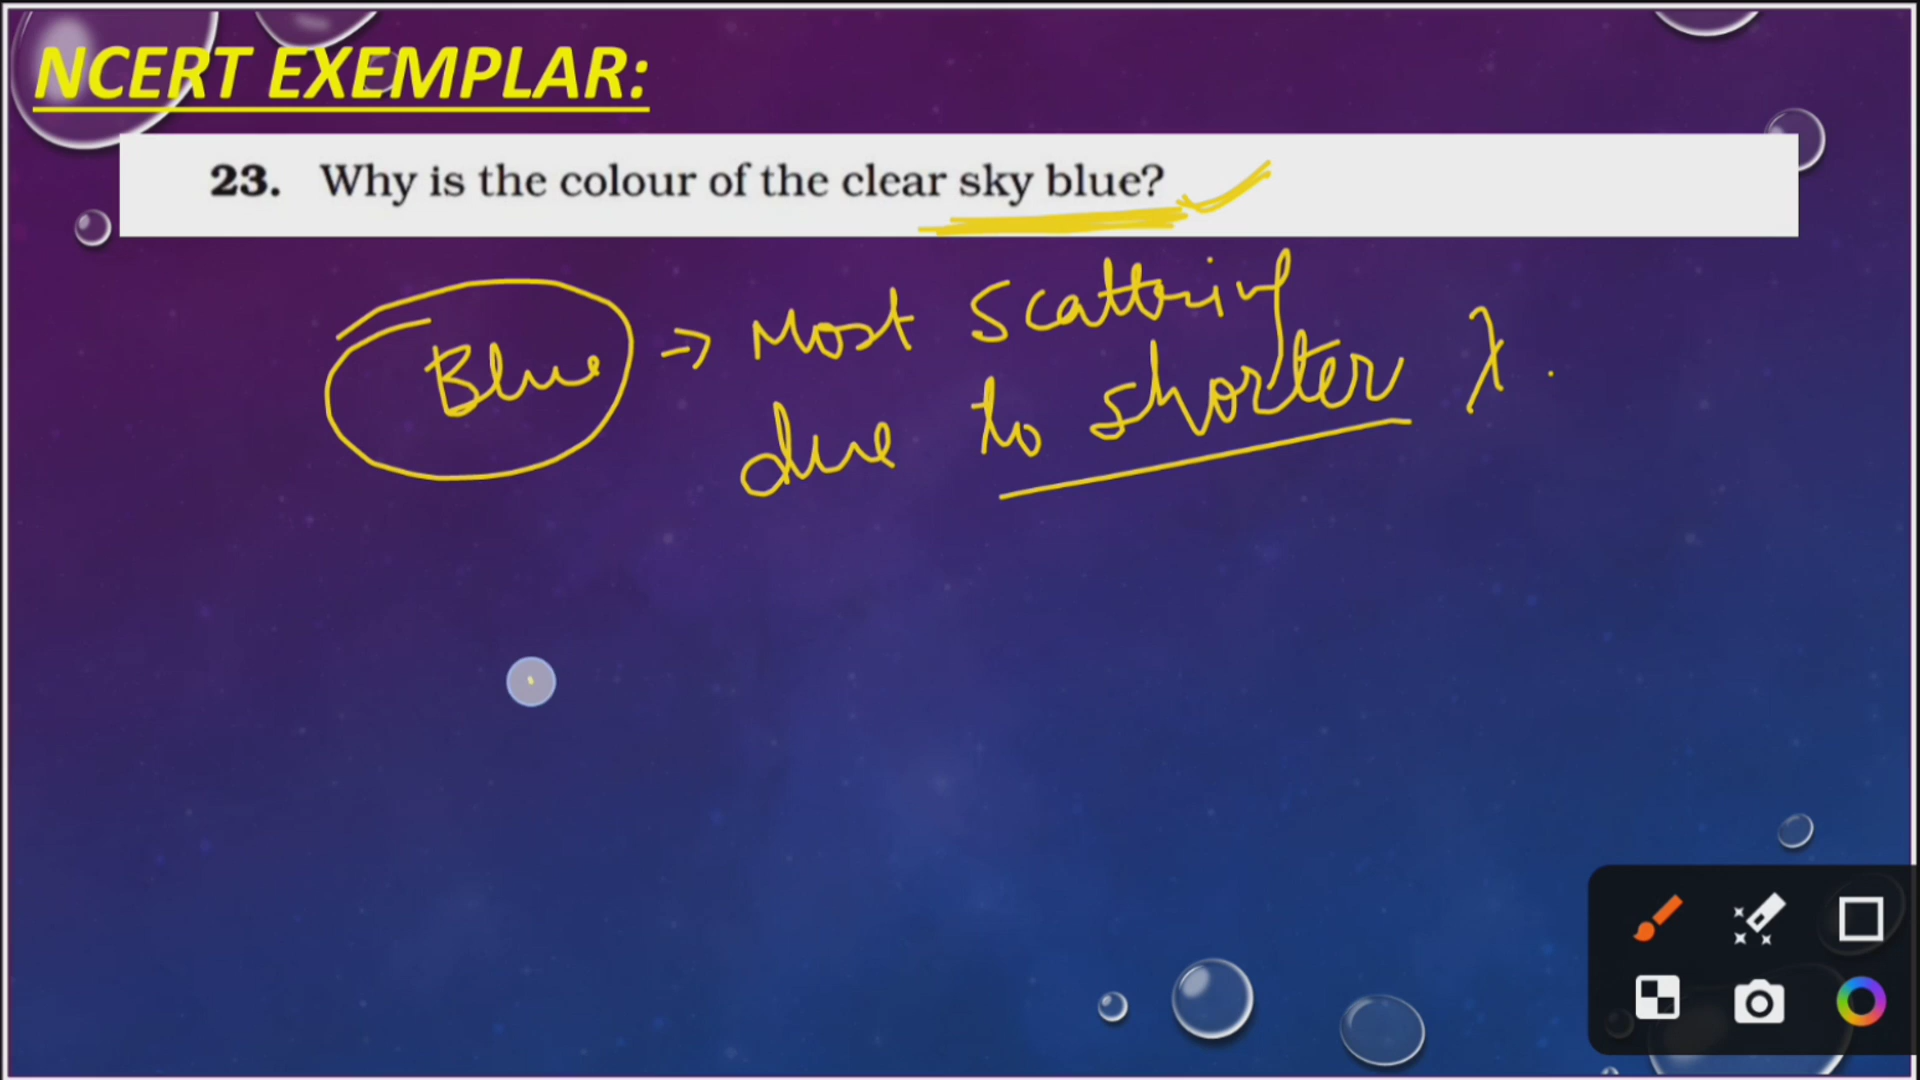 NCERT EXEMPLAR:
23. Why is the colour of the clear sky blue?
Blue → Most Scattering
due to shorter λ.